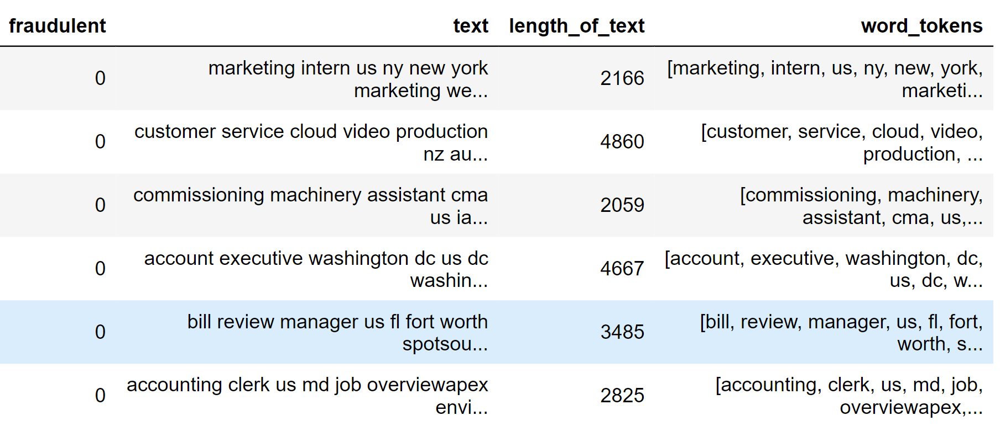 fraudulent text length_of_text word_tokens
0 marketing intern us ny new york marketing we... 2166 [marketing, intern, us, ny, new, york, marketi...
0 customer service cloud video production nz au... 4860 [customer, service, cloud, video, production, ...
0 commissioning machinery assistant cma us ia... 2059 [commissioning, machinery, assistant, cma, us,...
0 account executive washington dc us dc washin... 4667 [account, executive, washington, dc, us, dc, w...
0 bill review manager us fl fort worth spotsou... 3485 [bill, review, manager, us, fl, fort, worth, s...
0 accounting clerk us md job overviewapex envi... 2825 [accounting, clerk, us, md, job, overviewapex,...